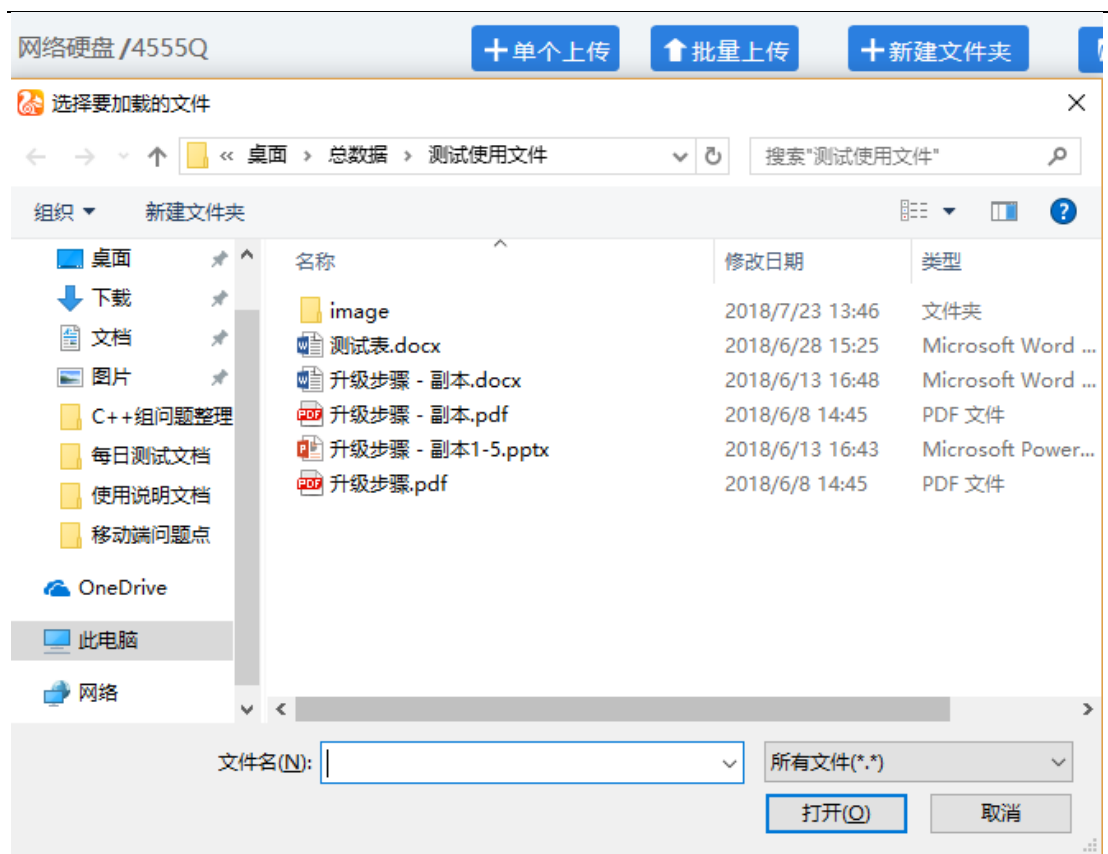 网络硬盘 /4555Q 单个上传 批量上传 新建文件夹
选择要加载的文件
« 桌面 › 总数据 › 测试使用文件 搜索"测试使用文件"
组织 新建文件夹
桌面
下载
文档
图片
C++组问题整理
每日测试文档
使用说明文档
移动端问题点
OneDrive
此电脑
网络
名称 修改日期 类型
image 2018/7/23 13:46 文件夹
测试表.docx 2018/6/28 15:25 Microsoft Word ...
升级步骤 - 副本.docx 2018/6/13 16:48 Microsoft Word ...
升级步骤 - 副本.pdf 2018/6/8 14:45 PDF 文件
升级步骤 - 副本1-5.pptx 2018/6/13 16:43 Microsoft Power...
升级步骤.pdf 2018/6/8 14:45 PDF 文件
文件名(N): 所有文件(*.*)
打开(O) 取消